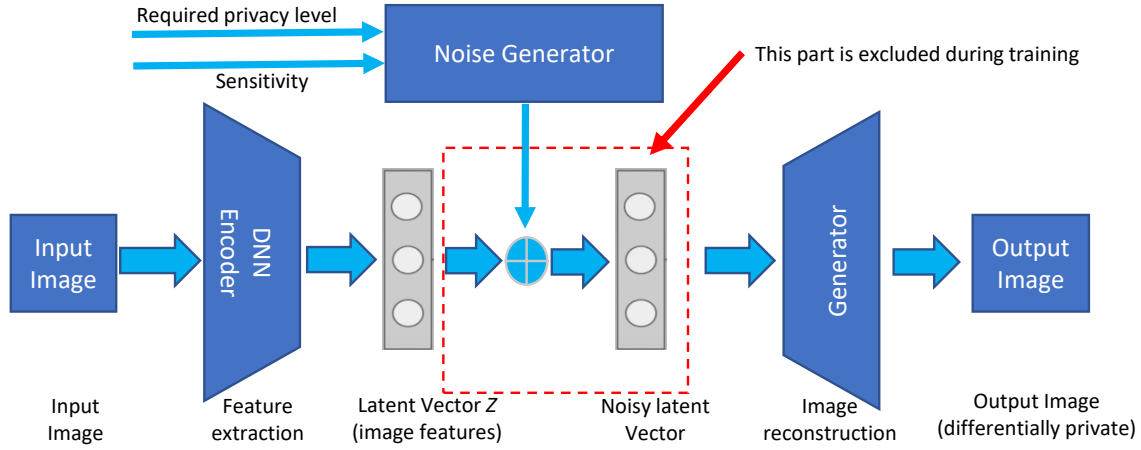 Required privacy level
Sensitivity
Noise Generator
This part is excluded during training
Input
Image
DNN
Encoder
Generator
Output
Image
Input
Image
Feature
extraction
Latent Vector Z
(image features)
Noisy latent
Vector
Image
reconstruction
Output Image
(differentially private)